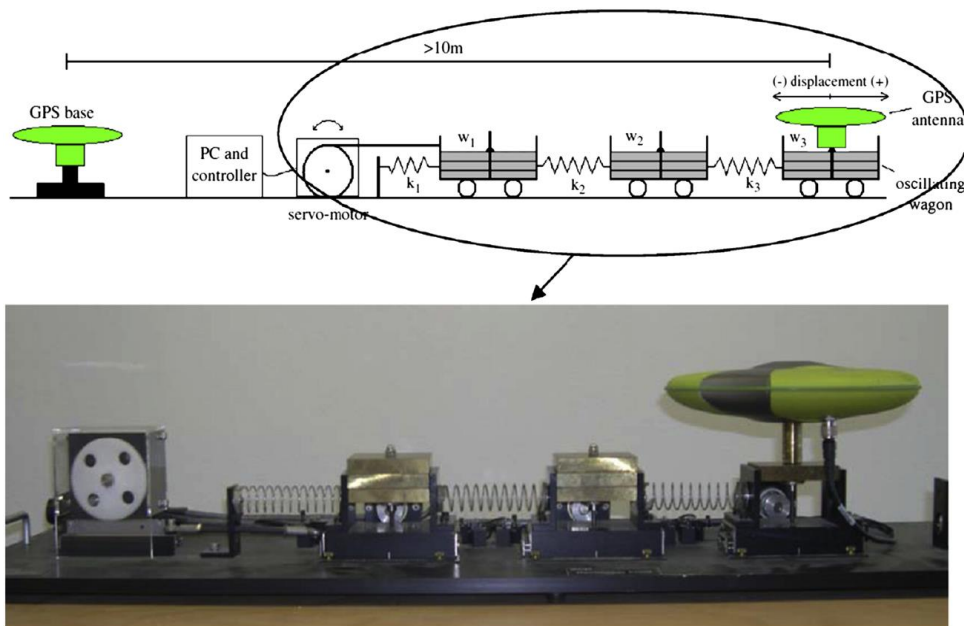 >10m
(-) displacement (+)
GPS base
GPS
antenna
PC and
controller
w1
w2
w3
k1
k2
k3
oscillating
wagon
servo-motor